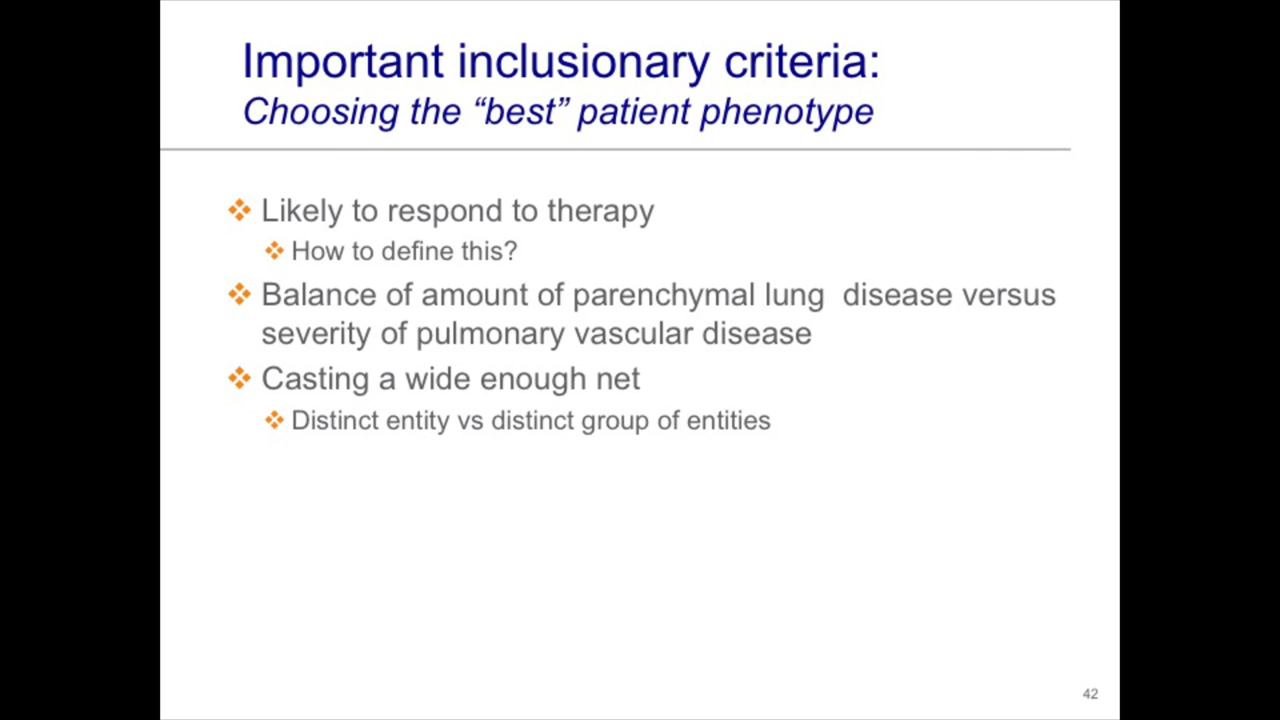 Important inclusionary criteria:
Choosing the “best” patient phenotype
Likely to respond to therapy
How to define this?
Balance of amount of parenchymal lung  disease versus
severity of pulmonary vascular disease
Casting a wide enough net
Distinct entity vs distinct group of entities
42